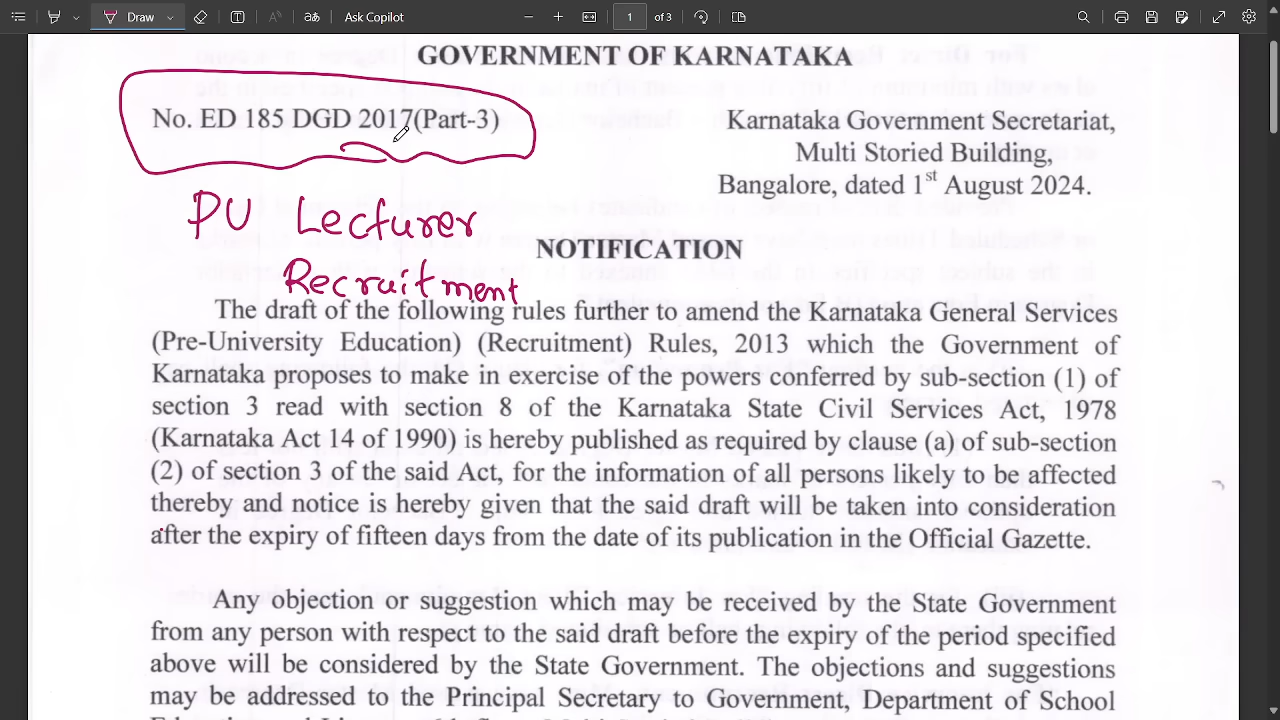 Draw
Ask Copilot
1
of 3
GOVERNMENT OF KARNATAKA
No. ED 185 DGD 2017(Part-3)
Karnataka Government Secretariat,
Multi Storied Building,
Bangalore, dated 1st August 2024.
PU Lecturer
Recruitment
NOTIFICATION
The draft of the following rules further to amend the Karnataka General Services
(Pre-University Education) (Recruitment) Rules, 2013 which the Government of
Karnataka proposes to make in exercise of the powers conferred by sub-section (1) of
section 3 read with section 8 of the Karnataka State Civil Services Act, 1978
(Karnataka Act 14 of 1990) is hereby published as required by clause (a) of sub-section
(2) of section 3 of the said Act, for the information of all persons likely to be affected
thereby and notice is hereby given that the said draft will be taken into consideration
after the expiry of fifteen days from the date of its publication in the Official Gazette.
Any objection or suggestion which may be received by the State Government
from any person with respect to the said draft before the expiry of the period specified
above will be considered by the State Government. The objections and suggestions
may be addressed to the Principal Secretary to Government, Department of School